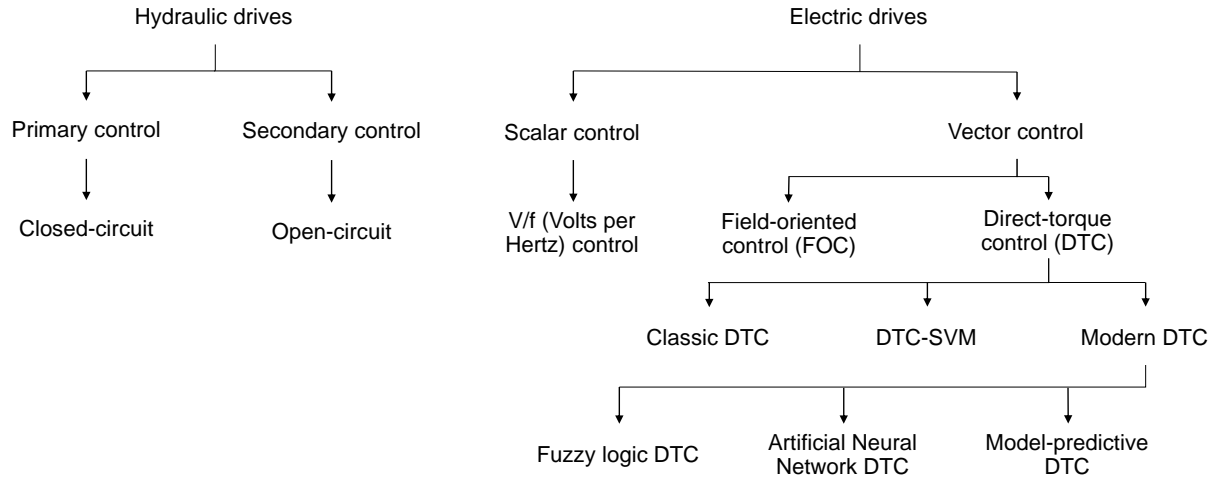 Hydraulic drives
Electric drives
Primary control
Secondary control
Scalar control
Vector control
Closed-circuit
Open-circuit
V/f (Volts per
Hertz) control
Field-oriented
control (FOC)
Direct-torque
control (DTC)
Classic DTC
DTC-SVM
Modern DTC
Fuzzy logic DTC
Artificial Neural
Network DTC
Model-predictive
DTC